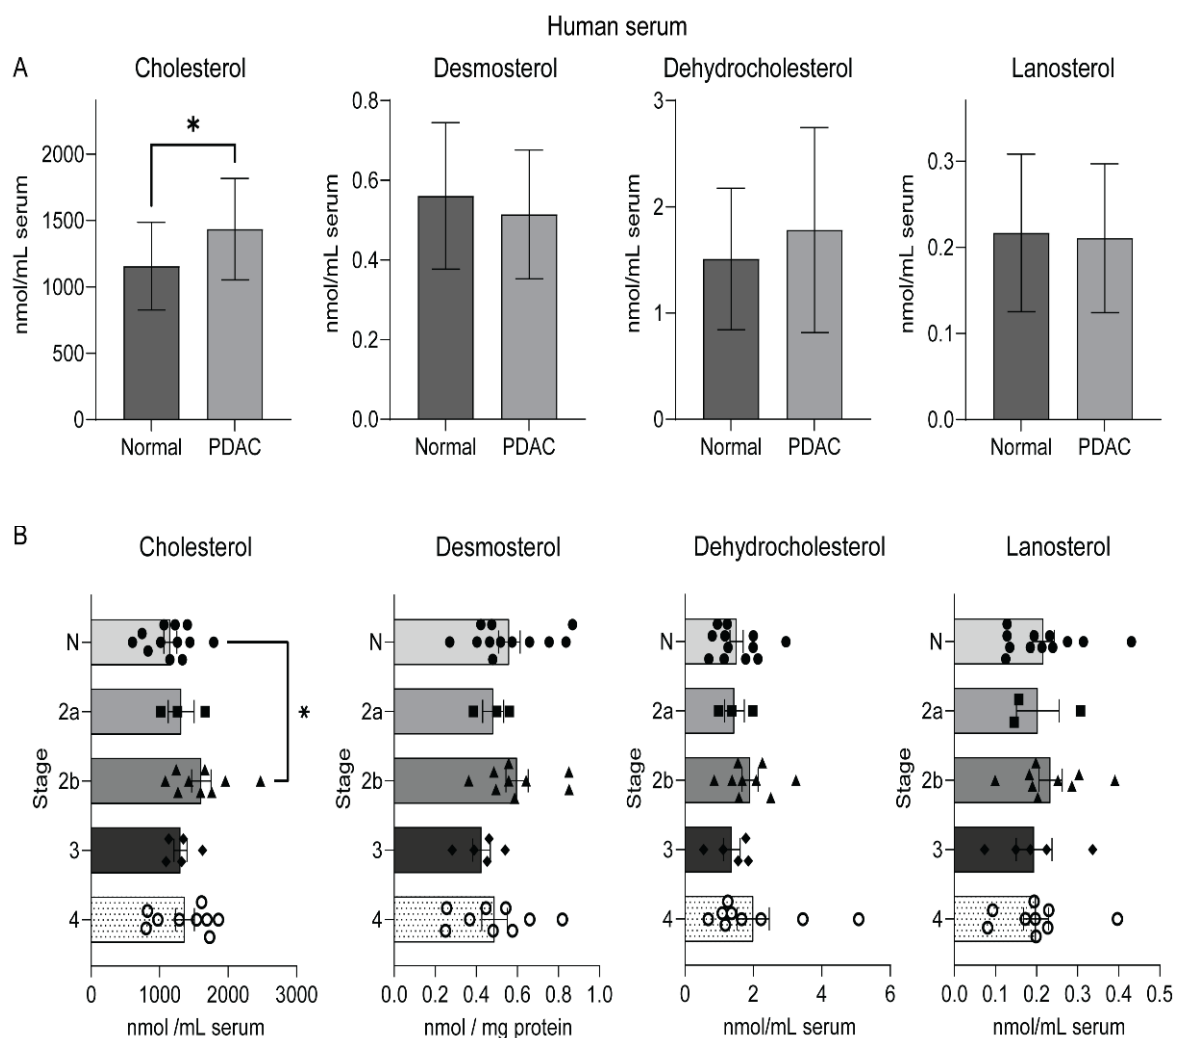 Human serum
A
Cholesterol
Desmosterol
Dehydrocholesterol
Lanosterol
nmol/mL serum
2000
1500
1000
500
0
*
Normal
PDAC
nmol/mL serum
0.8
0.6
0.4
0.2
0.0
Normal
PDAC
nmol/mL serum
3
2
1
0
Normal
PDAC
nmol/mL serum
0.3
0.2
0.1
0.0
Normal
PDAC
B
Cholesterol
Desmosterol
Dehydrocholesterol
Lanosterol
Stage
N
2a
2b
3
4
*
0
1000
2000
3000
nmol /mL serum
Stage
N
2a
2b
3
4
0.0
0.2
0.4
0.6
0.8
1.0
nmol / mg protein
Stage
N
2a
2b
3
4
0
2
4
6
nmol/mL serum
Stage
N
2a
2b
3
4
0.0
0.1
0.2
0.3
0.4
0.5
nmol/mL serum